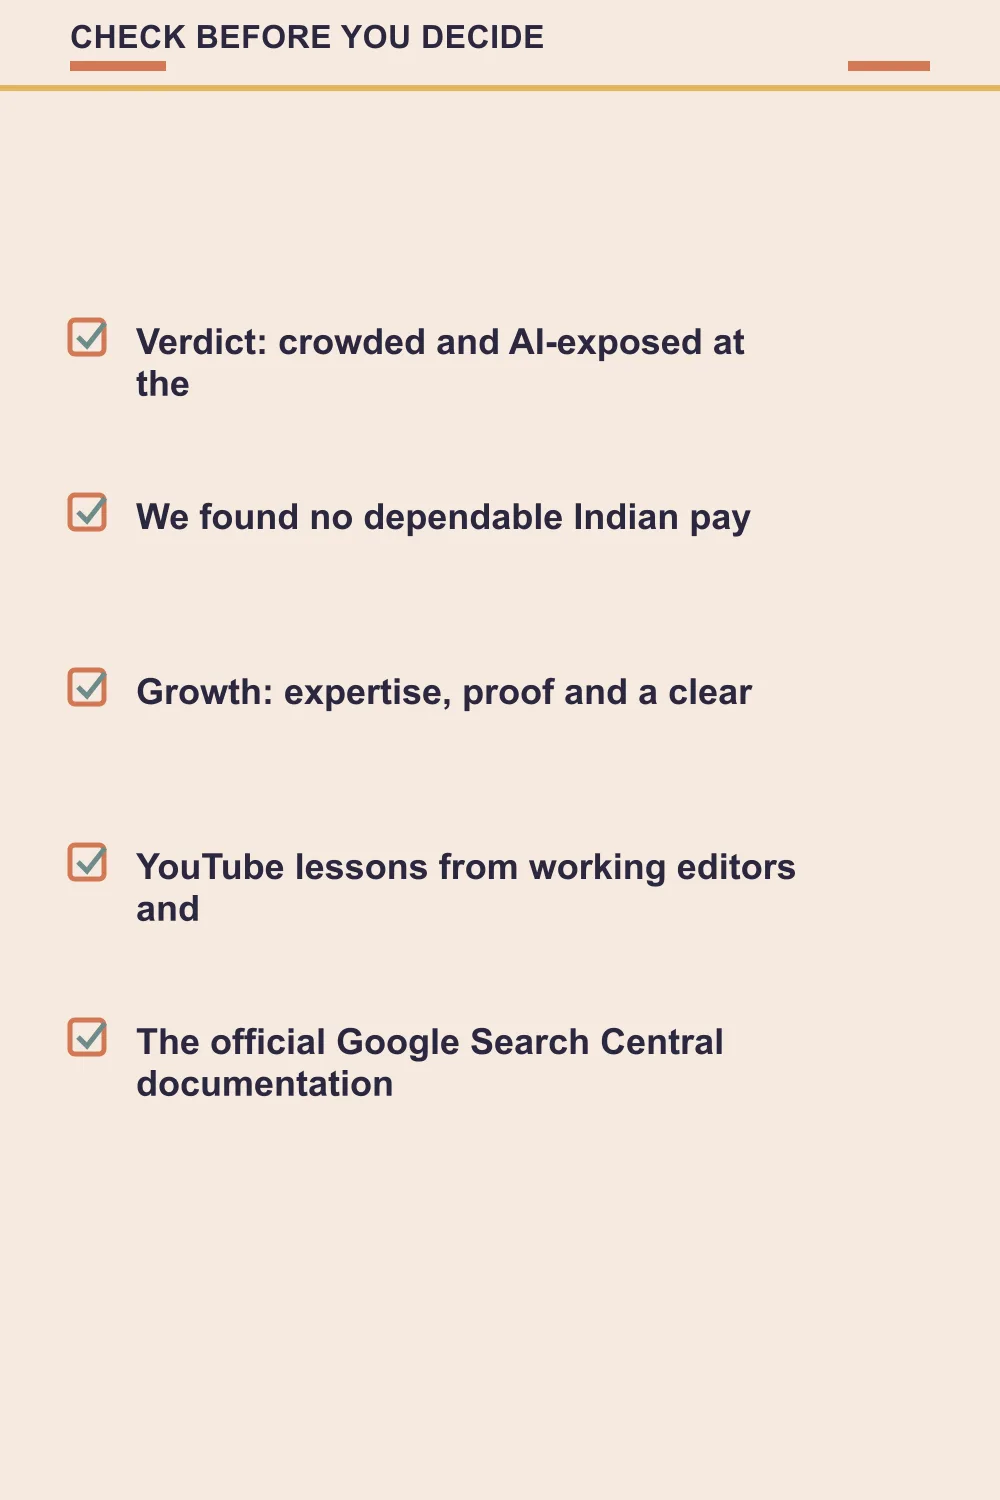 CHECK BEFORE YOU DECIDE
Verdict: crowded and AI-exposed at
the
We found no dependable Indian pay
Growth: expertise, proof and a clear
YouTube lessons from working editors
and
The official Google Search Central
documentation